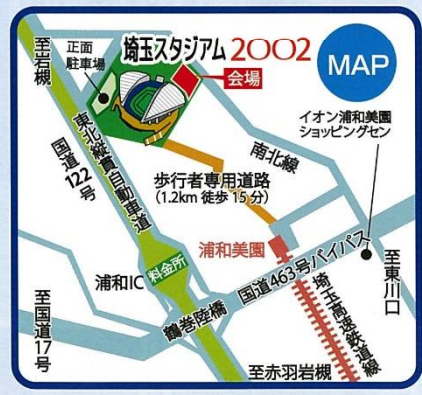 至岩槻
正面
駐車場
埼玉スタジアム2002
会場
MAP
イオン浦和美園
ショッピングセン
国道122号
東北縦貫自動車道
南北線
歩行者専用道路
(1.2km 徒歩15分)
浦和美園
浦和IC
料金所
国道463号バイパス
至東川口
鶴巻陸橋
埼玉高速鉄道線
至国道17号
至赤羽岩槻